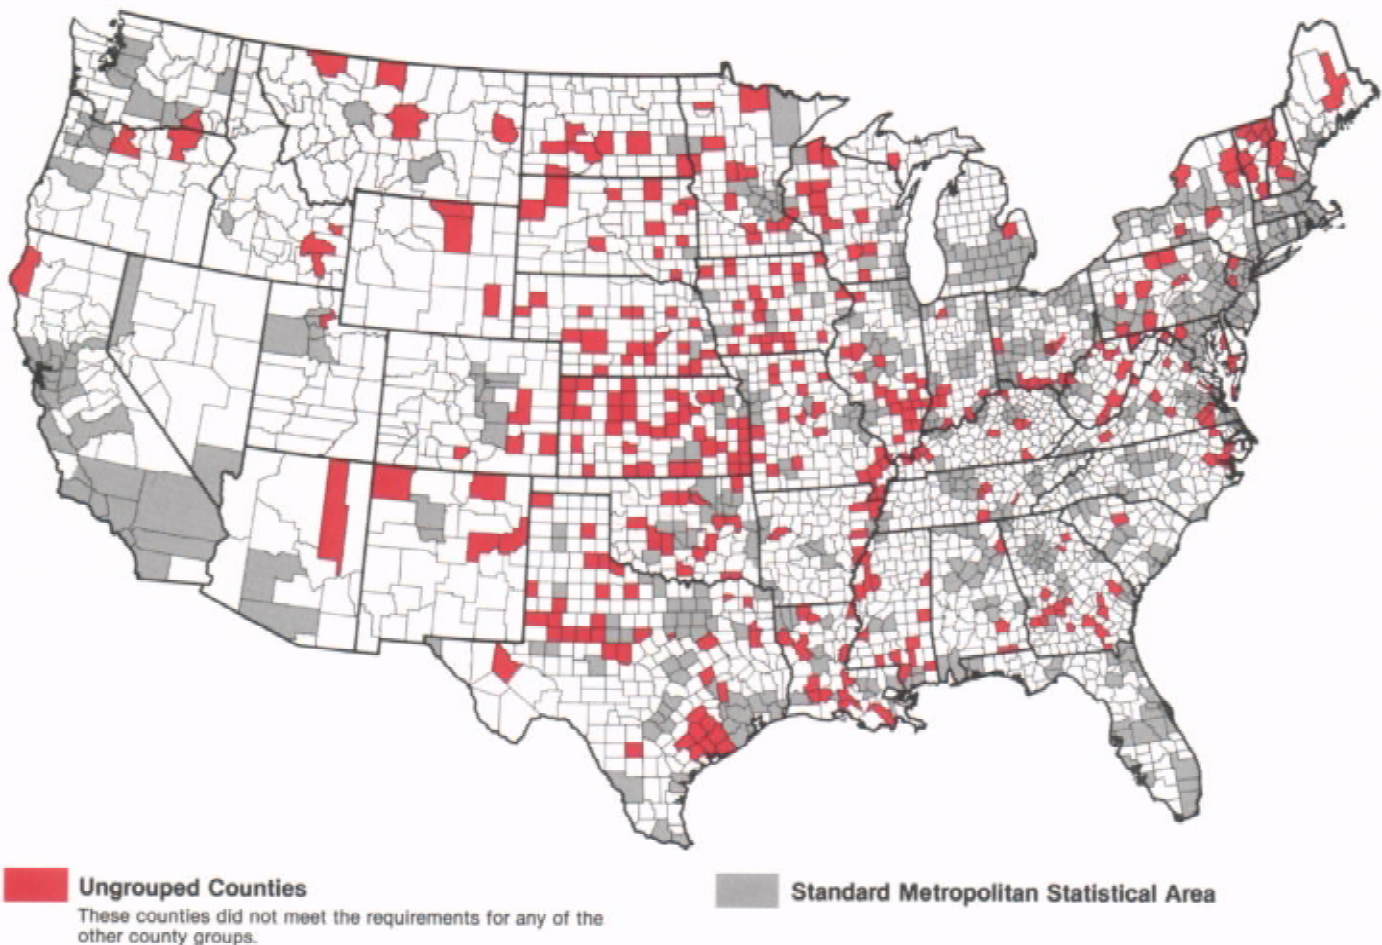 Ungrouped Counties
These counties did not meet the requirements for any of the
other county groups.
Standard Metropolitan Statistical Area